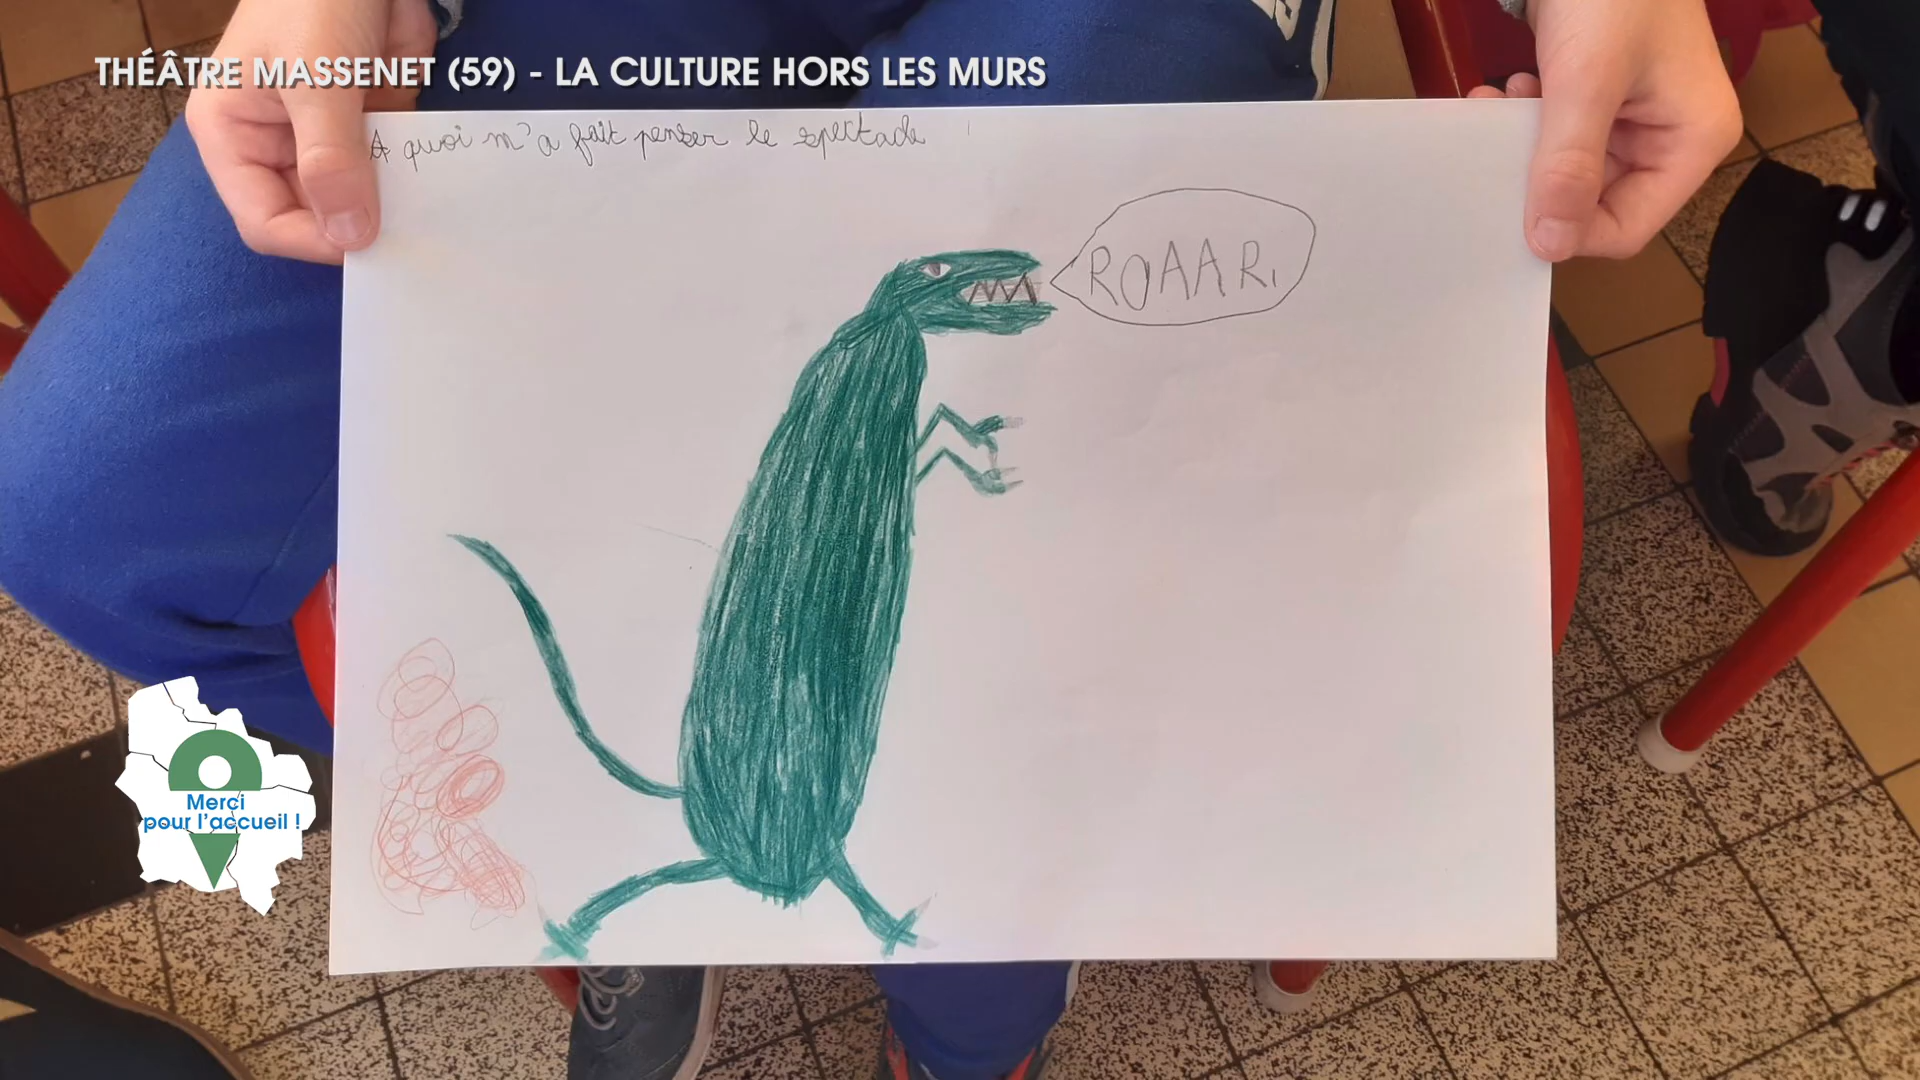 THÉÂTRE MASSENET (59) - LA CULTURE HORS LES MURS
A quoi m'a fait penser le spectacle
ROAAR.
Merci
pour l'accueil !